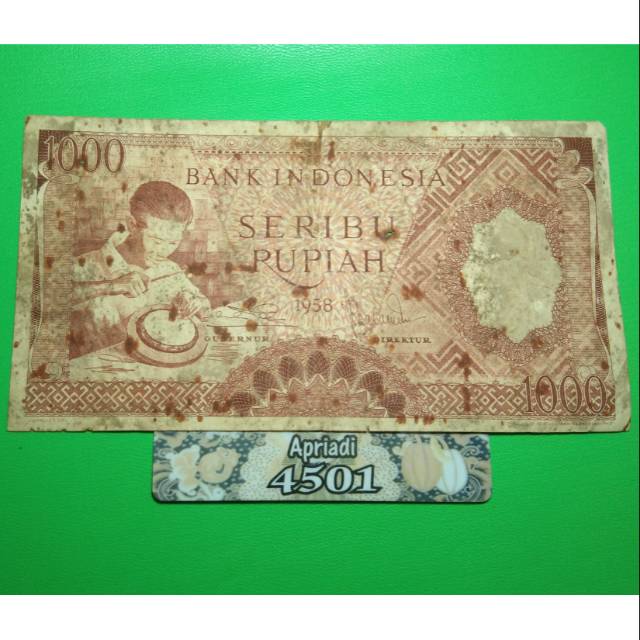 1000
BANK INDONESIA
SERIBU
RUPIAH
1958
GUBERNUR
DIREKTUR
1000
Apriadi
4501